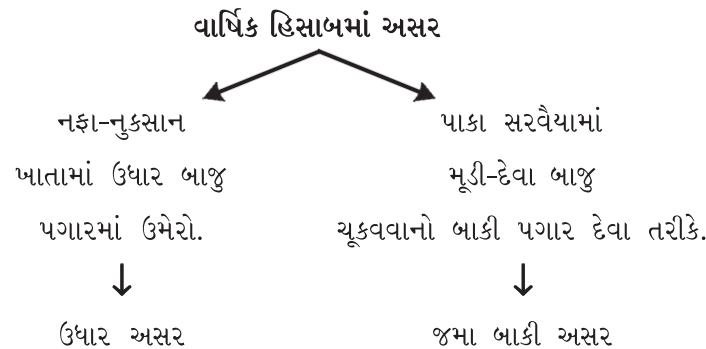 વાર્ષિક હિસાબમાં અસર
નફા-નુકસાન
ખાતામાં ઉધાર બાજુ
પગારમાં ઉમેરો.
ઉધાર અસર
પાકા સરવૈયામાં
મૂડી-દેવા બાજુ
ચૂકવવાનો બાકી પગાર દેવા તરીકે.
જમા બાકી અસર